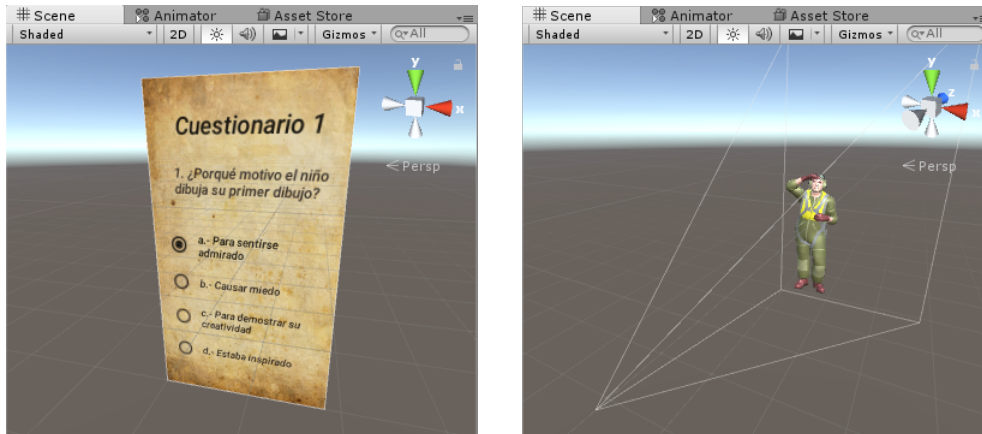 Scene Animator Asset Store
Shaded 2D Gizmos All
y
x
Persp
Cuestionario 1
1. ¿Porqué motivo el niño
dibuja su primer dibujo?
a.- Para sentirse
admirado
b.- Causar miedo
c.- Para demostrar su
creatividad
d.- Estaba inspirado
Scene Animator Asset Store
Shaded 2D Gizmos All
y
z
x
Persp